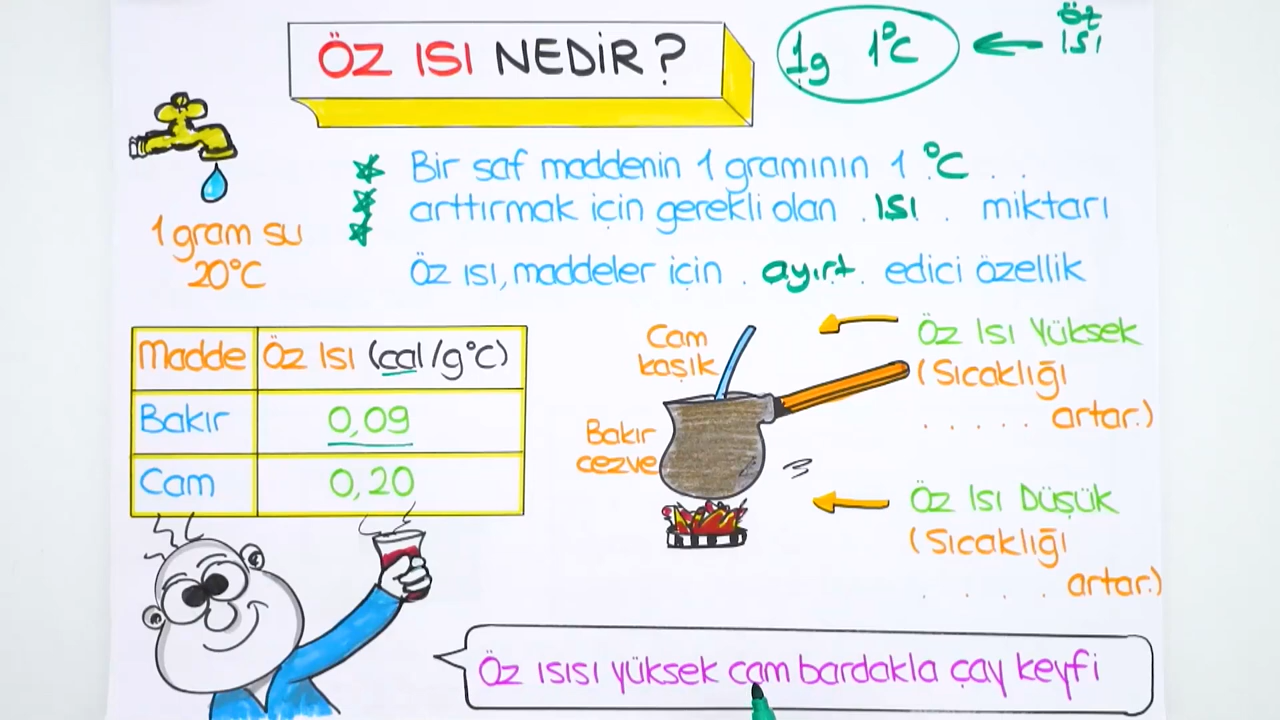 ÖZ ISI NEDİR?
1g 1°C
öz
ısı
Bir saf maddenin 1 gramının 1 °C . .
arttırmak için gerekli olan . ısı . miktarı
Öz ısı, maddeler için . ayırt . edici özellik
1 gram su
20°C
Madde Öz Isı (cal/g°C)
Bakır 0,09
Cam 0,20
Cam
kaşık
Bakır
cezve
Öz Isı Yüksek
(Sıcaklığı
. . . . . artar.)
Öz Isı Düşük
(Sıcaklığı
. . . . artar.)
Öz ısısı yüksek cam bardakla çay keyfi